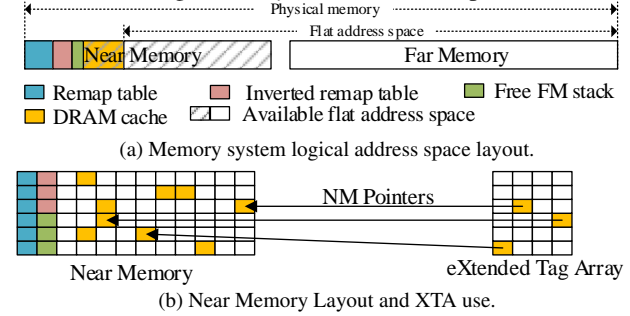 Physical memory
Flat address space
Near Memory
Far Memory
Remap table
Inverted remap table
Free FM stack
DRAM cache
Available flat address space
(a) Memory system logical address space layout.
NM Pointers
Near Memory
eXtended Tag Array
(b) Near Memory Layout and XTA use.